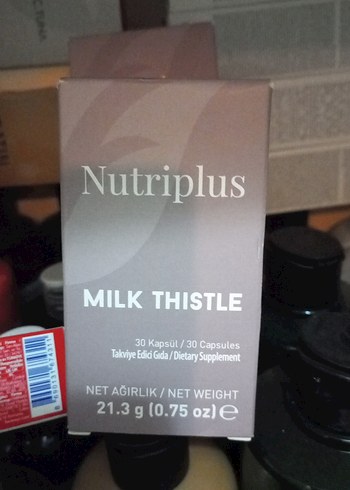 Nutriplus
MILK THISTLE
30 Kapsül / 30 Capsules
Takviye Edici Gıda / Dietary Supplement
NET AĞIRLIK / NET WEIGHT
21.3 g (0.75 oz) ℮